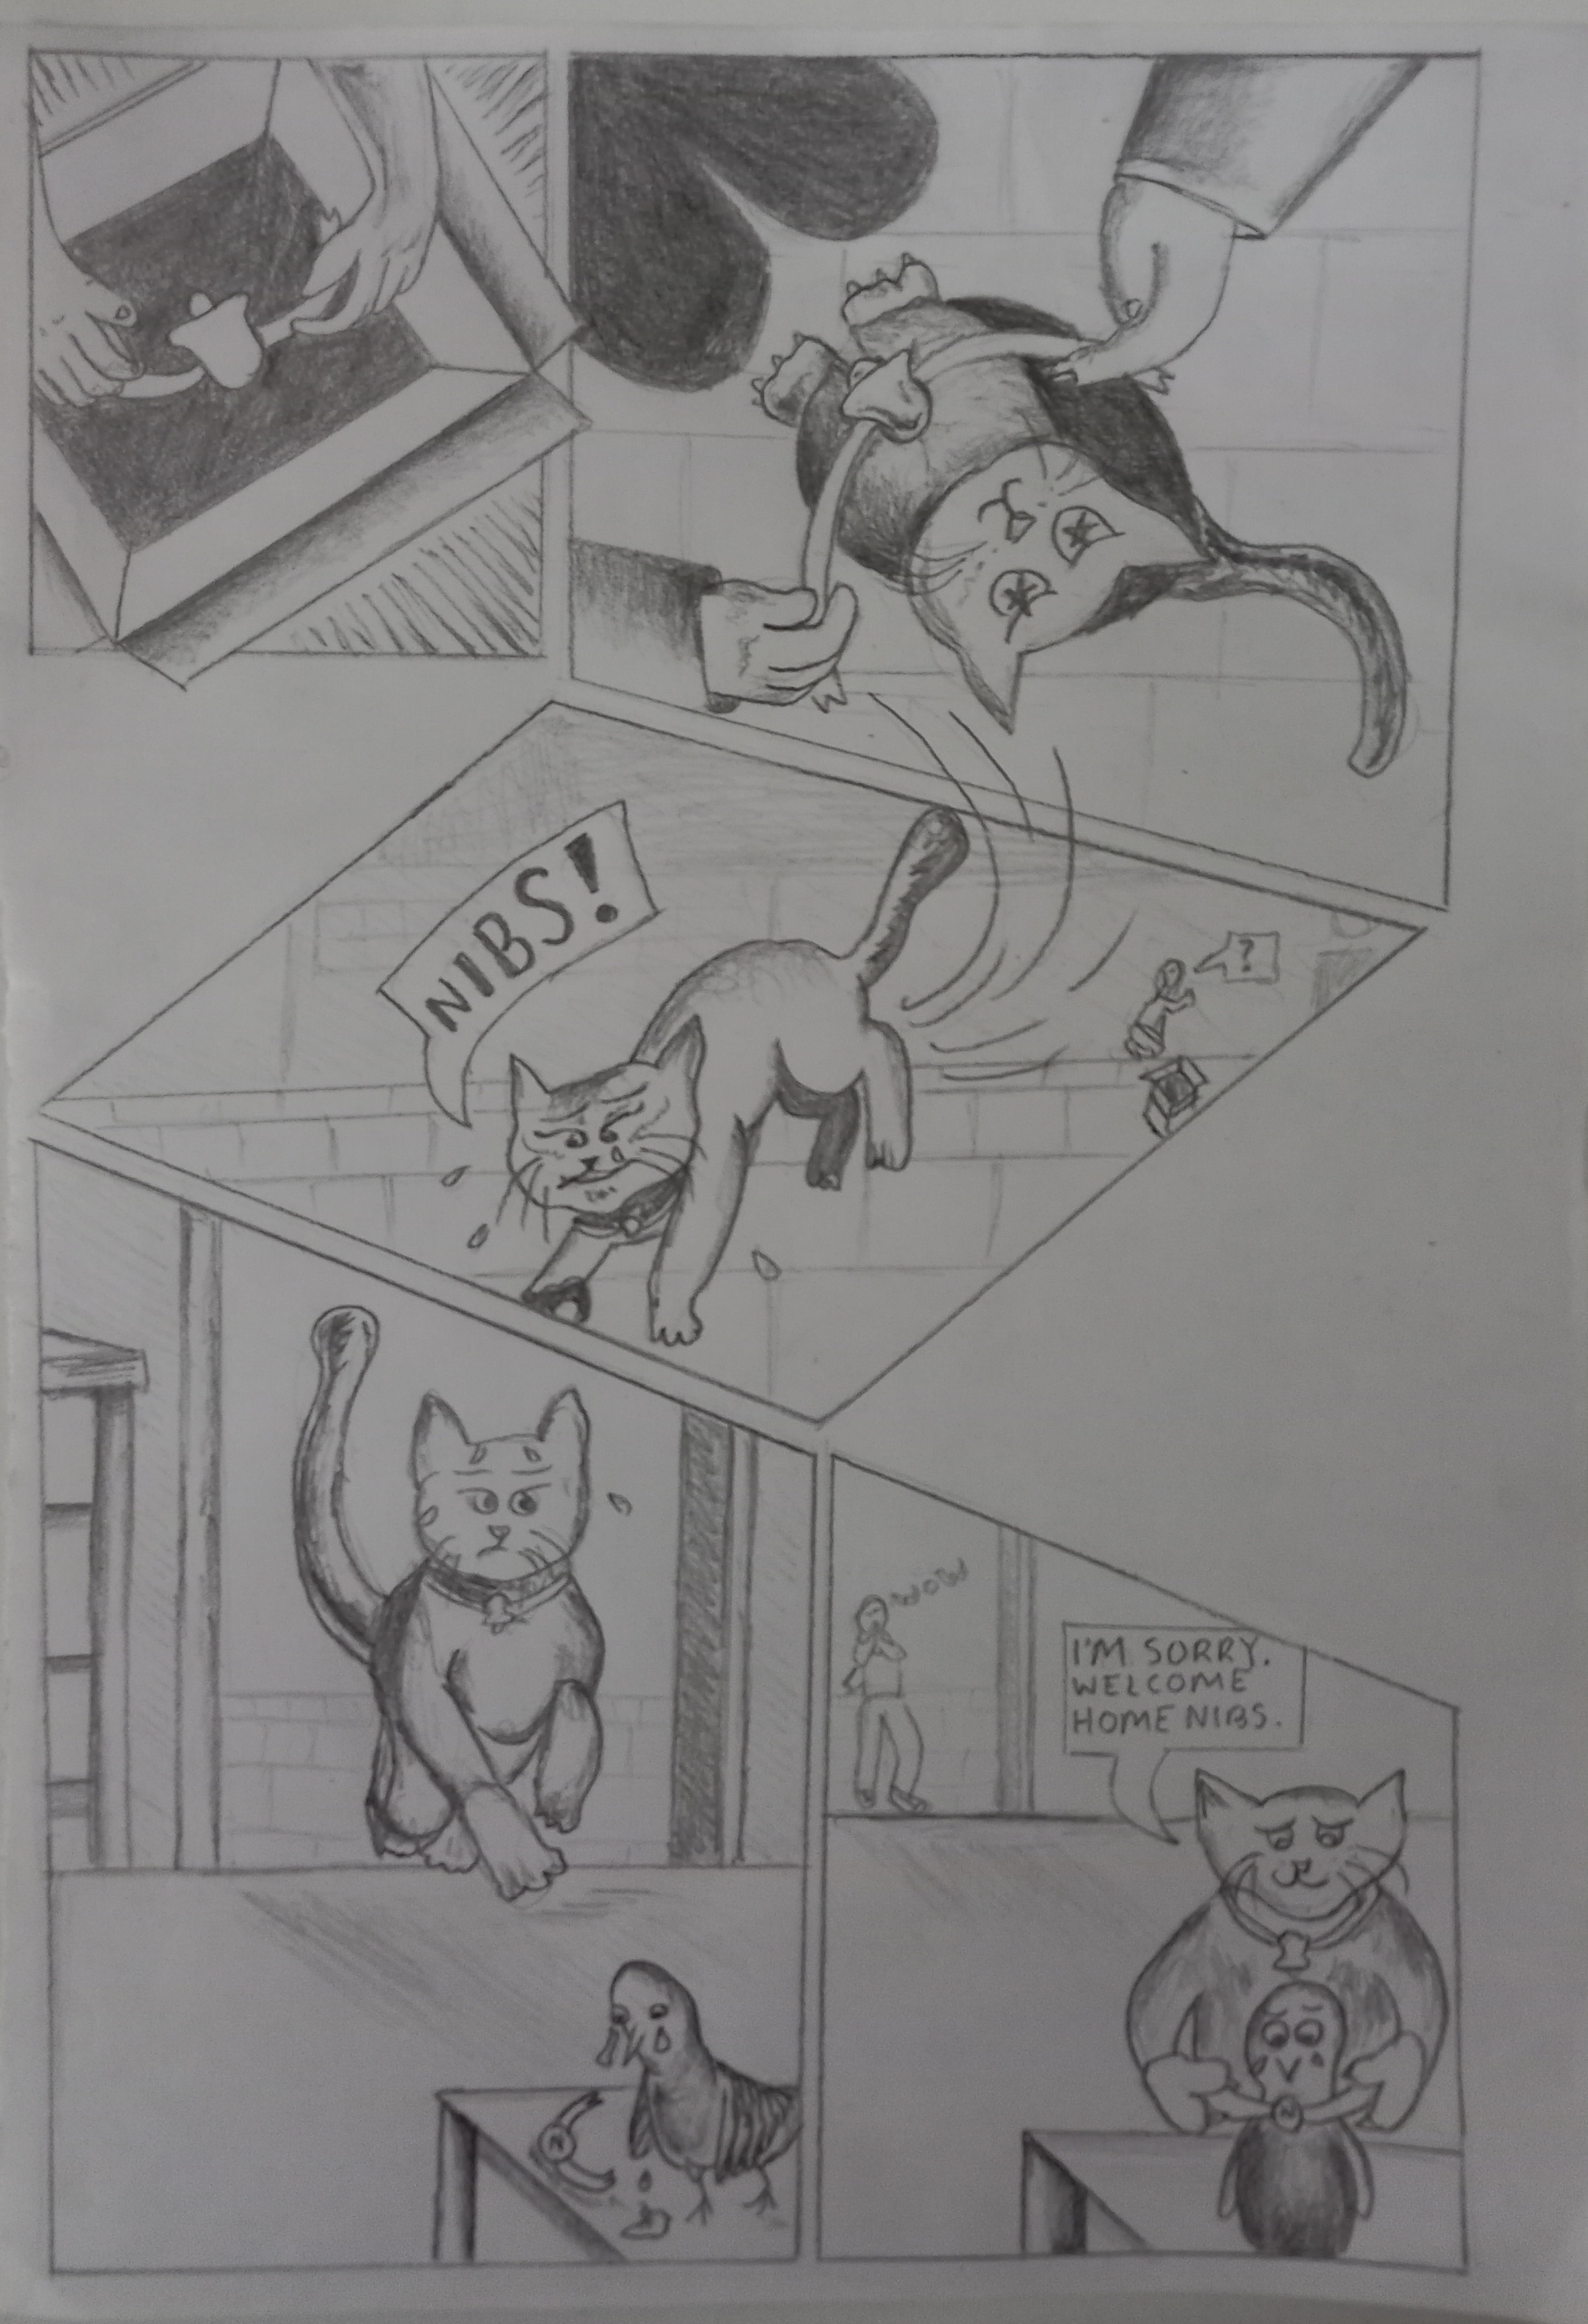 NIBS!
?
WOW
N
I'M SORRY.
WELCOME
HOME NIBS.
N